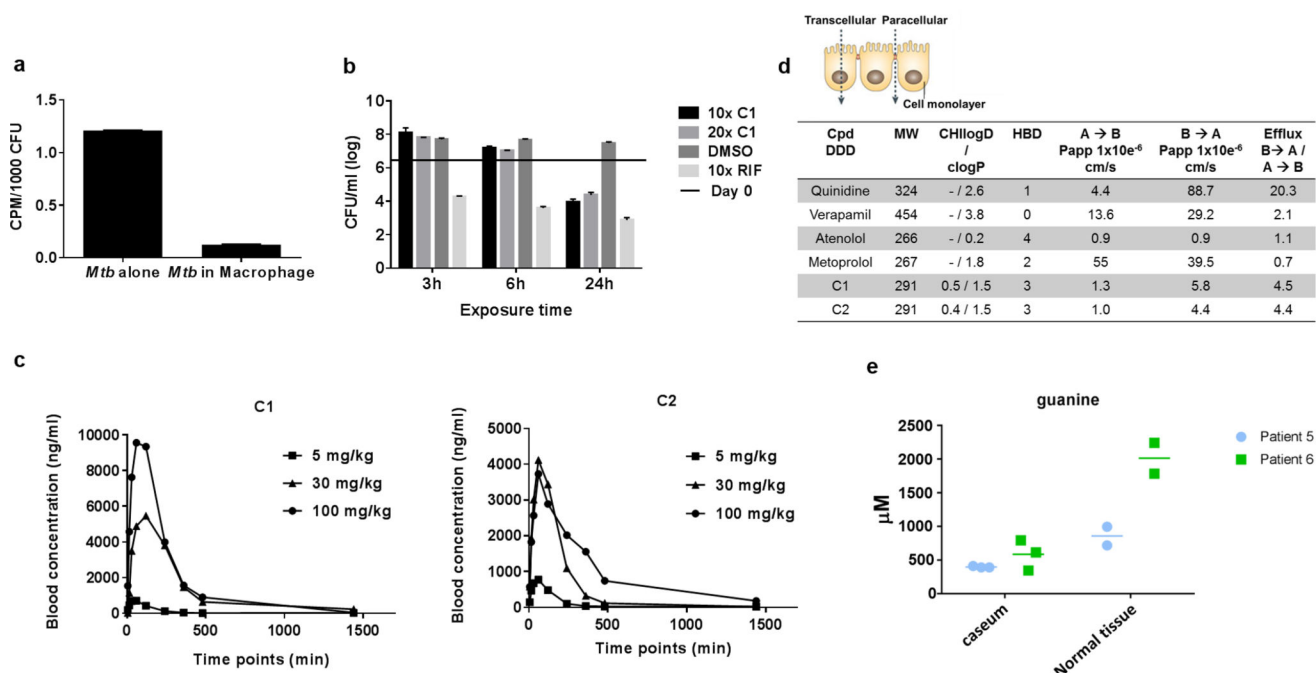 a
1.5
1.0
0.5
0.0
CPM/1000 CFU
Mtb alone
Mtb in Macrophage
b
10
8
6
4
2
0
CFU/ml (log)
3h
6h
24h
Exposure time
10x C1
20x C1
DMSO
10x RIF
Day 0
d
Transcellular Paracellular
Cell monolayer
Cpd DDD
MW
CHIlogD / clogP
HBD
A → B Papp 1x10e-6 cm/s
B → A Papp 1x10e-6 cm/s
Efflux B→ A / A → B
Quinidine 324 - / 2.6 1 4.4 88.7 20.3
Verapamil 454 - / 3.8 0 13.6 29.2 2.1
Atenolol 266 - / 0.2 4 0.9 0.9 1.1
Metoprolol 267 - / 1.8 2 55 39.5 0.7
C1 291 0.5 / 1.5 3 1.3 5.8 4.5
C2 291 0.4 / 1.5 3 1.0 4.4 4.4
c
C1
10000
8000
6000
4000
2000
0
Blood concentration (ng/ml)
0 500 1000 1500
Time points (min)
5 mg/kg
30 mg/kg
100 mg/kg
C2
5000
4000
3000
2000
1000
0
Blood concentration (ng/ml)
0 500 1000 1500
Time points (min)
5 mg/kg
30 mg/kg
100 mg/kg
e
guanine
2500
2000
1500
1000
500
0
μM
caseum
Normal tissue
Patient 5
Patient 6